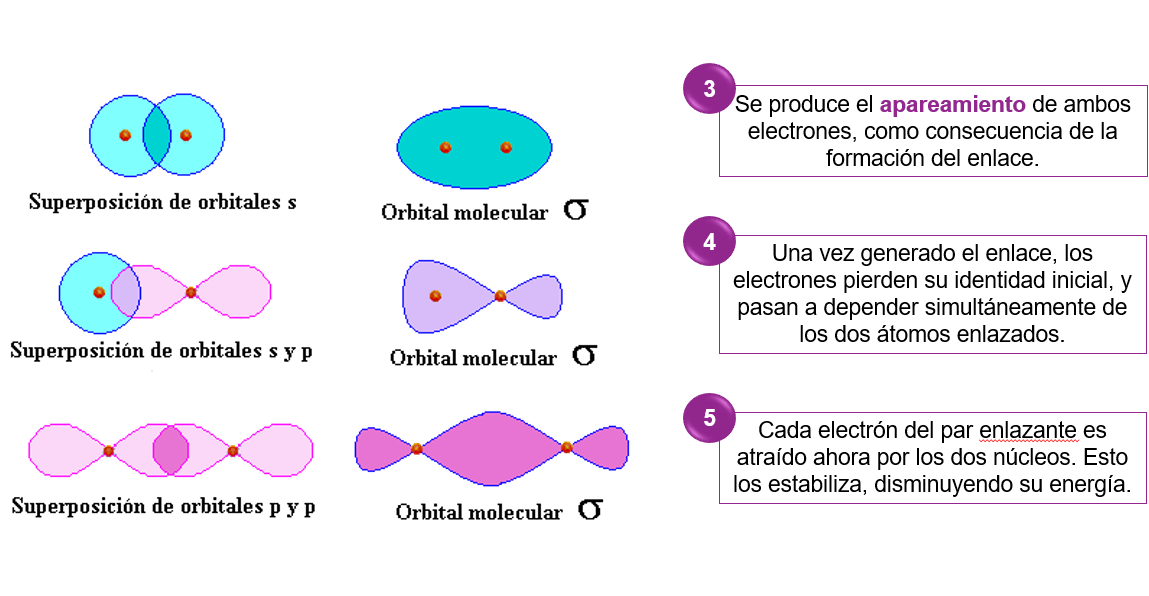 Superposición de orbitales s
Orbital molecular σ
Superposición de orbitales s y p
Orbital molecular σ
Superposición de orbitales p y p
Orbital molecular σ
3
Se produce el apareamiento de ambos
electrones, como consecuencia de la
formación del enlace.
4
Una vez generado el enlace, los
electrones pierden su identidad inicial, y
pasan a depender simultáneamente de
los dos átomos enlazados.
5
Cada electrón del par enlazante es
atraído ahora por los dos núcleos. Esto
los estabiliza, disminuyendo su energía.